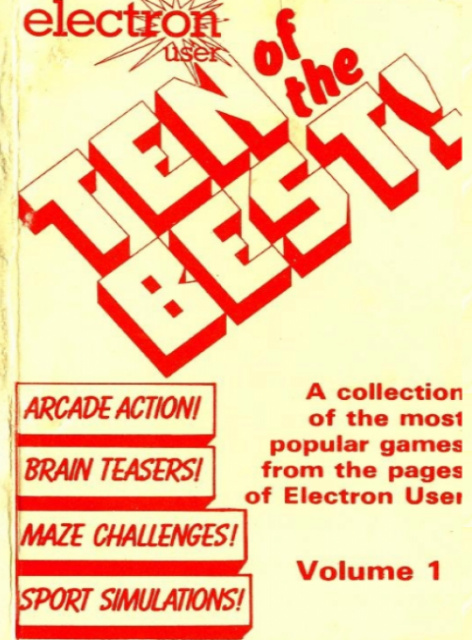 electron
user
TEN of
the
BEST!
ARCADE ACTION!
BRAIN TEASERS!
MAZE CHALLENGES!
SPORT SIMULATIONS!
A collection
of the most
popular games
from the pages
of Electron User
Volume 1